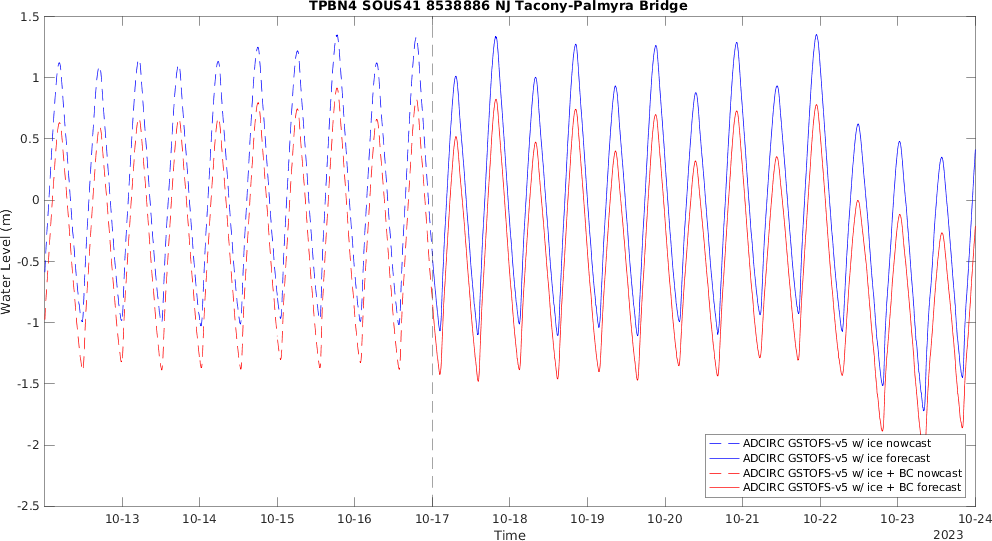 TPBN4 SOUS41 8538886 NJ Tacony-Palmyra Bridge
1.5
1
0.5
0
-0.5
-1
-1.5
-2
-2.5
Water Level (m)
10-13 10-14 10-15 10-16 10-17 10-18 10-19 10-20 10-21 10-22 10-23 10-24
Time
2023
ADCIRC GSTOFS-v5 w/ ice nowcast
ADCIRC GSTOFS-v5 w/ ice forecast
ADCIRC GSTOFS-v5 w/ ice + BC nowcast
ADCIRC GSTOFS-v5 w/ ice + BC forecast